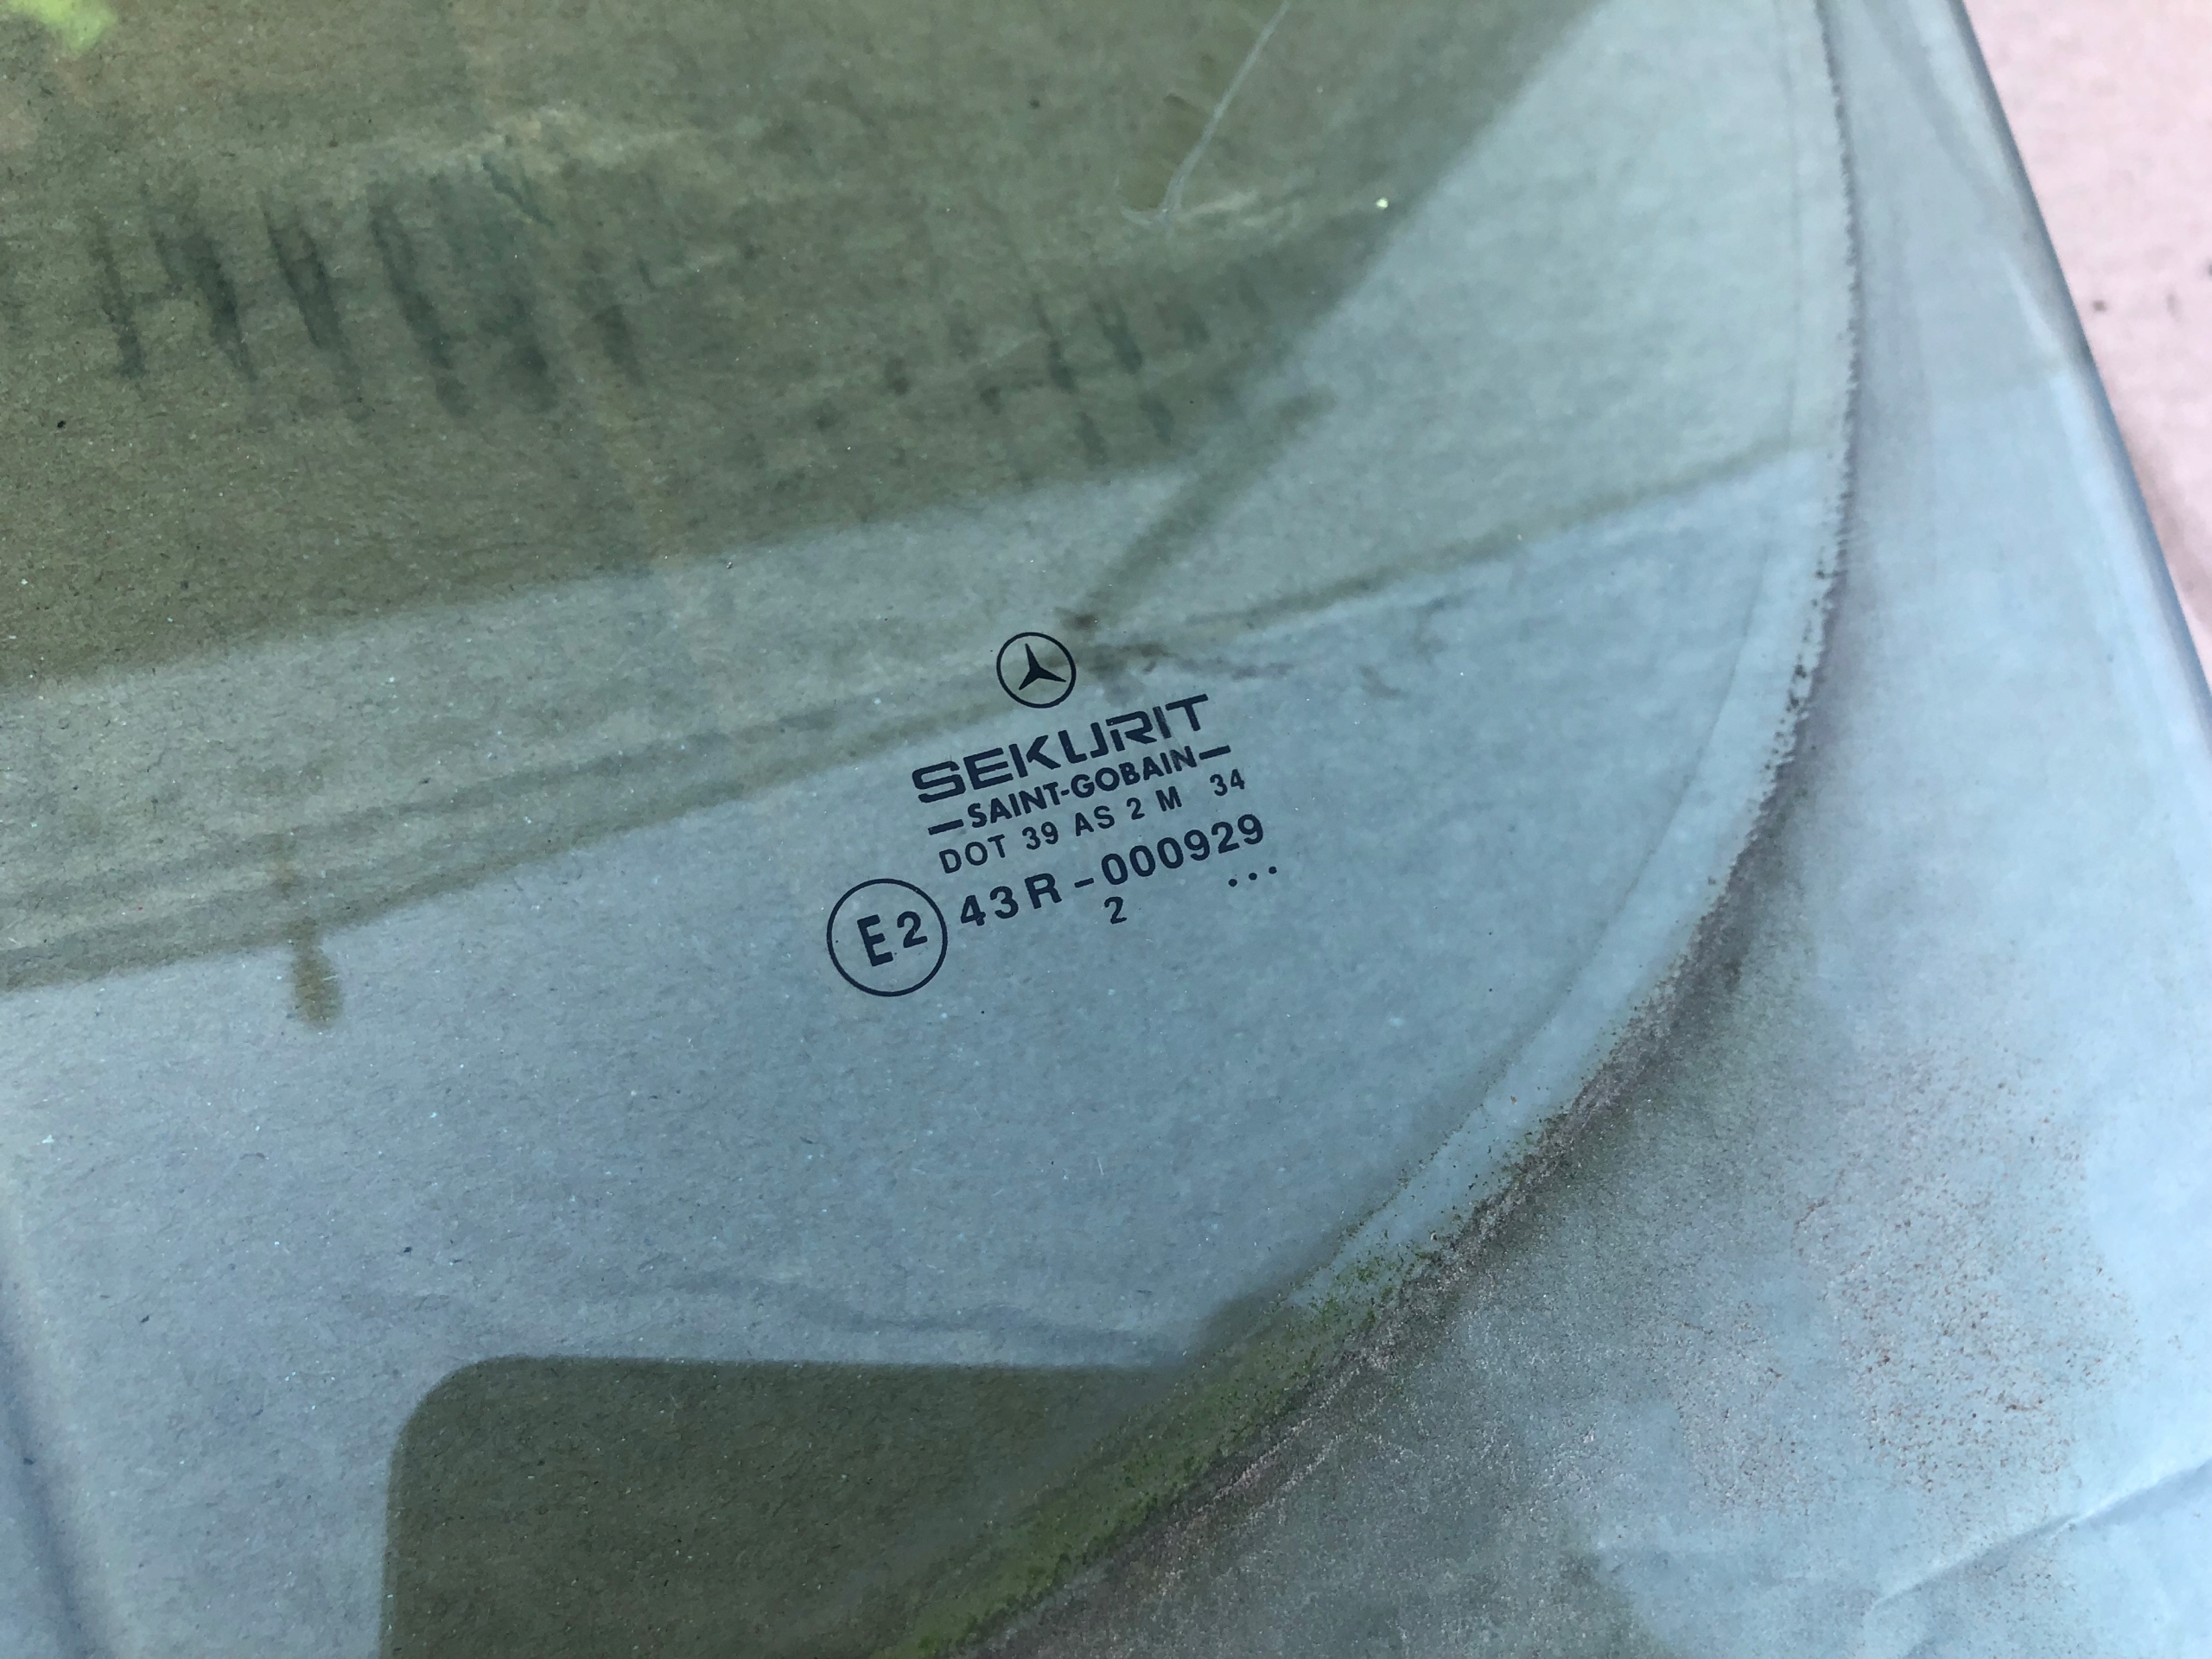 SEKURIT
—SAINT-GOBAIN—
DOT 39 AS 2 M 34
E2 43R-000929
2 ...